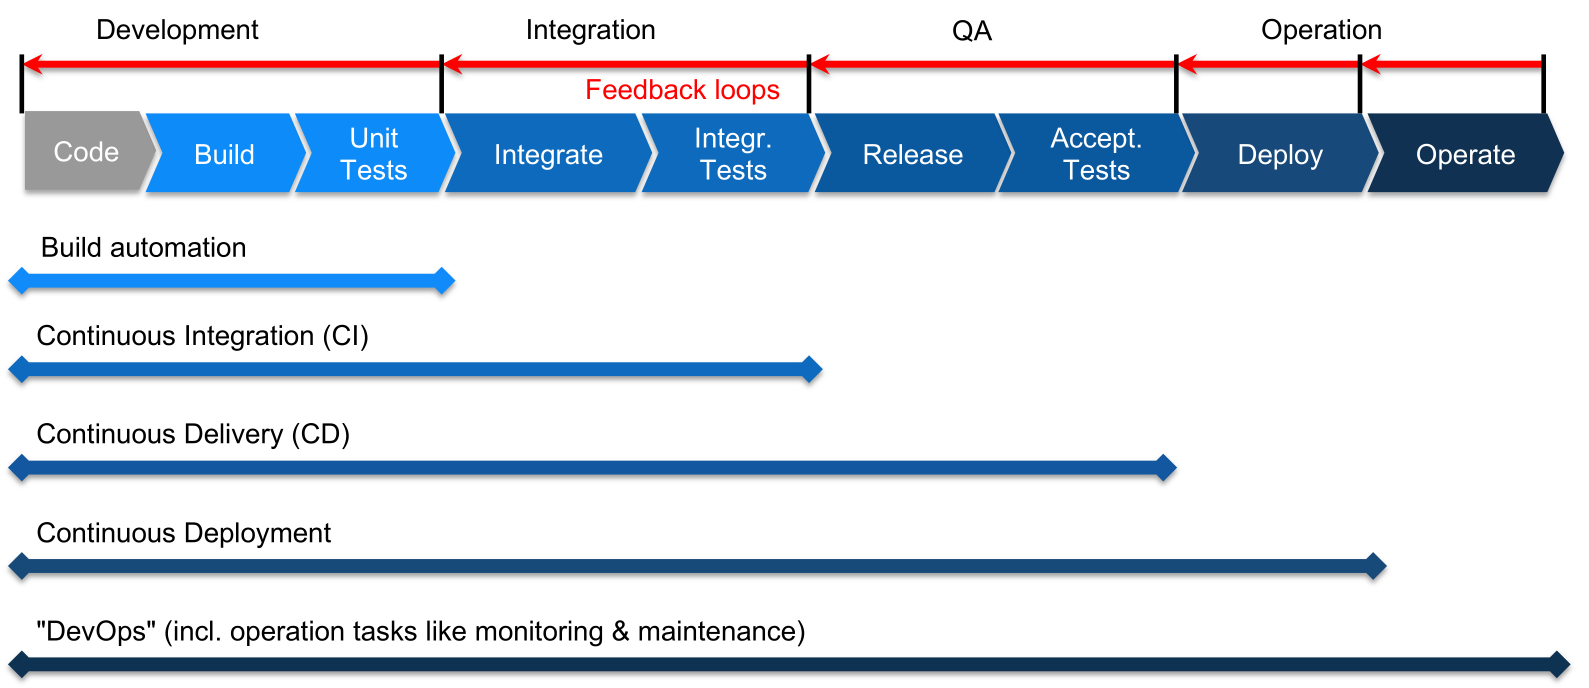 Development
Integration
QA
Operation
Feedback loops
Code
Build
Unit
Tests
Integrate
Integr.
Tests
Release
Accept.
Tests
Deploy
Operate
Build automation
Continuous Integration (CI)
Continuous Delivery (CD)
Continuous Deployment
"DevOps" (incl. operation tasks like monitoring & maintenance)